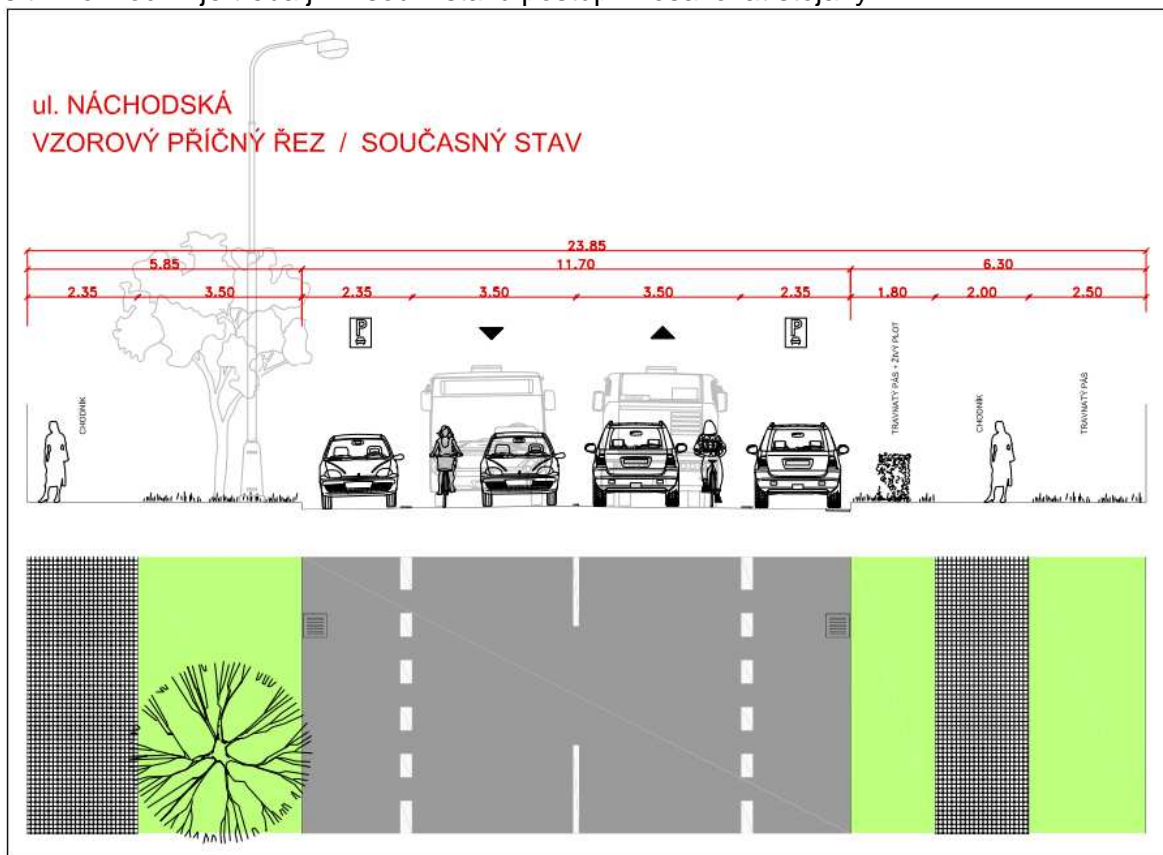 ul. NÁCHODSKÁ
VZOROVÝ PŘÍČNÝ ŘEZ / SOUČASNÝ STAV
23.85
5.85 11.70 6.30
2.35 3.50 2.35 3.50 3.50 2.35 1.80 2.00 2.50
P P
CHODNÍK
TRAVNATÝ PÁS + ŽIVÝ PLOT
CHODNÍK
TRAVNATÝ PÁS